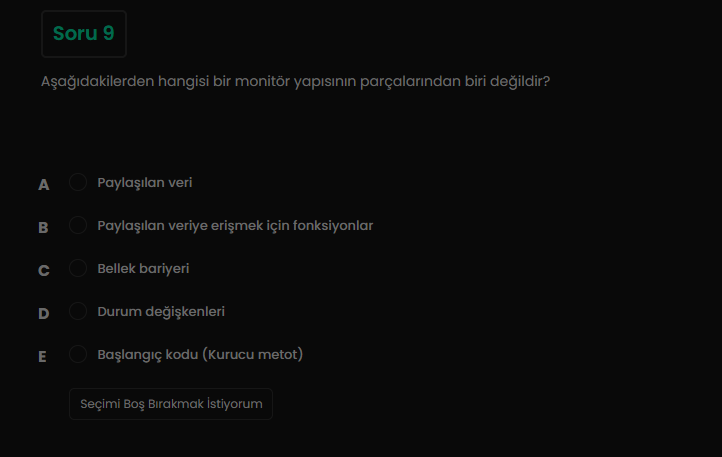 Soru 9
Aşağıdakilerden hangisi bir monitör yapısının parçalarından biri değildir?
A Paylaşılan veri
B Paylaşılan veriye erişmek için fonksiyonlar
C Bellek bariyeri
D Durum değişkenleri
E Başlangıç kodu (Kurucu metot)
Seçimi Boş Bırakmak İstiyorum